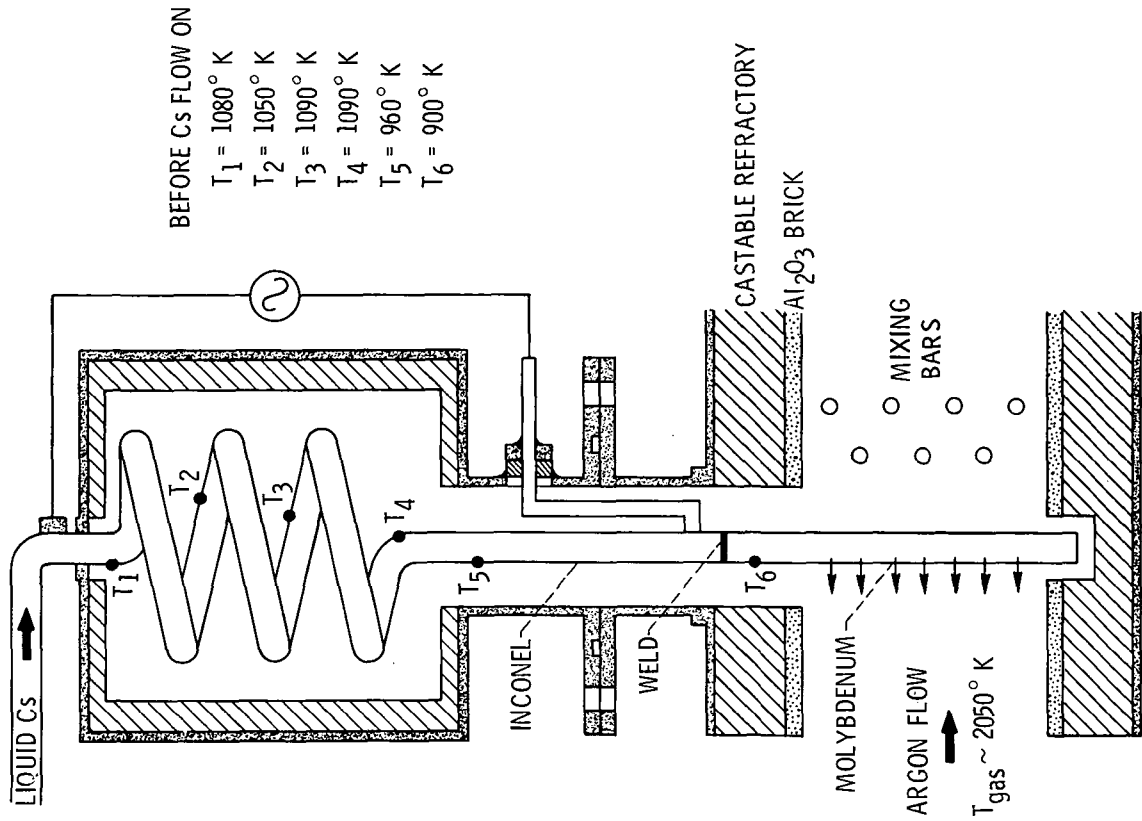 LIQUID Cs
BEFORE Cs FLOW ON
T1 = 1080° K
T2 = 1050° K
T3 = 1090° K
T4 = 1090° K
T5 = 960° K
T6 = 900° K
T1
T2
T3
T4
T5
T6
INCONEL
WELD
CASTABLE REFRACTORY
Al2O3 BRICK
MIXING
BARS
MOLYBDENUM
ARGON FLOW
Tgas ~ 2050° K